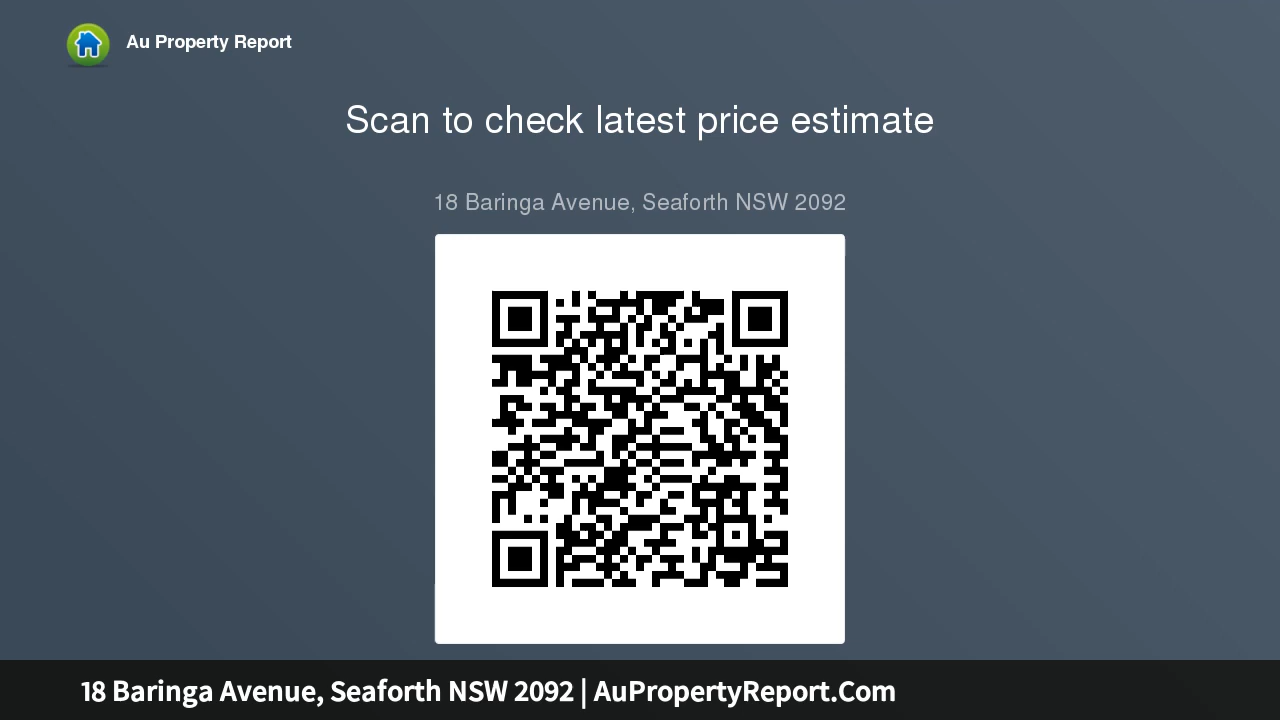 Au Property Report
Scan to check latest price estimate
18 Baringa Avenue, Seaforth NSW 2092
18 Baringa Avenue, Seaforth NSW 2092 | AuPropertyReport.Com